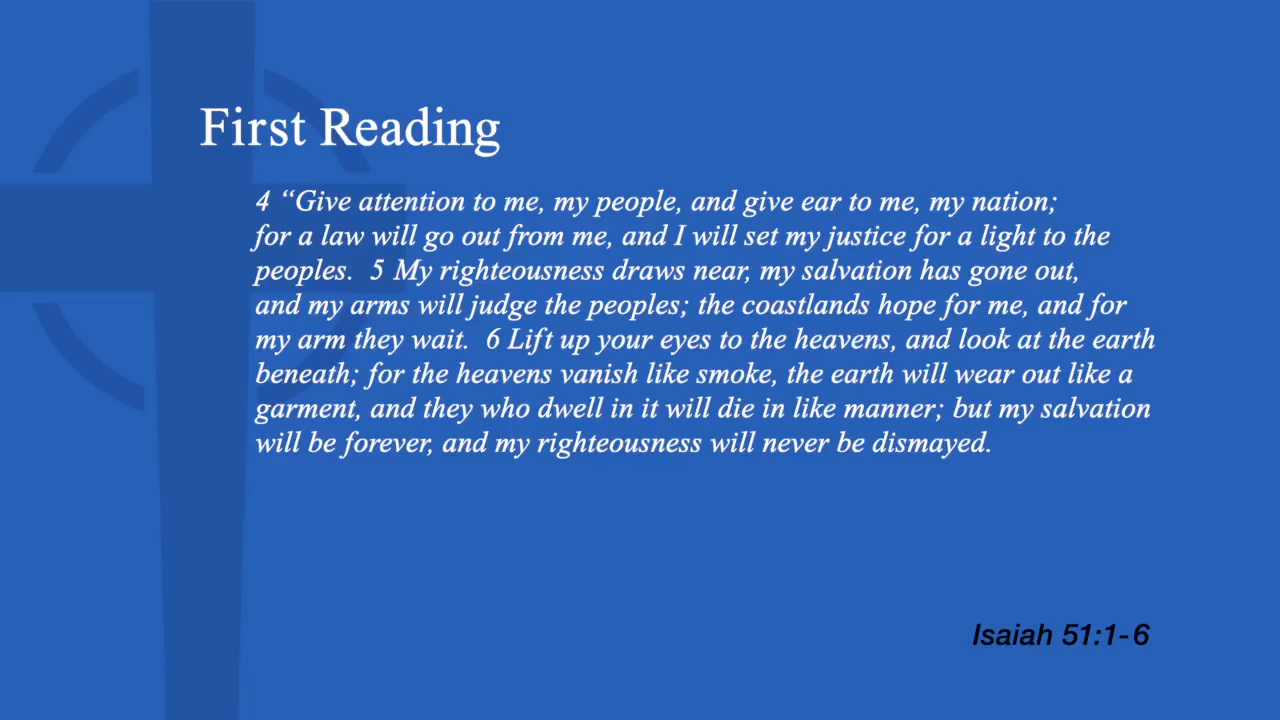 First Reading
4 “Give attention to me, my people, and give ear to me, my nation;
for a law will go out from me, and I will set my justice for a light to the
peoples.  5 My righteousness draws near, my salvation has gone out,
and my arms will judge the peoples; the coastlands hope for me, and for
my arm they wait.  6 Lift up your eyes to the heavens, and look at the earth
beneath; for the heavens vanish like smoke, the earth will wear out like a
garment, and they who dwell in it will die in like manner; but my salvation
will be forever, and my righteousness will never be dismayed.
Isaiah 51:1-6